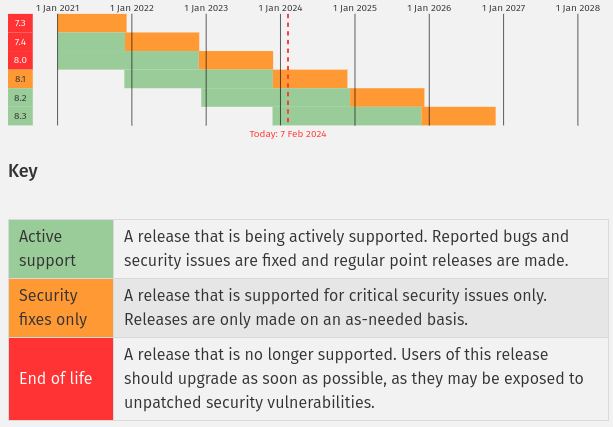 1 Jan 2021 1 Jan 2022 1 Jan 2023 1 Jan 2024 1 Jan 2025 1 Jan 2026 1 Jan 2027 1 Jan 2028
7.3
7.4
8.0
8.1
8.2
8.3
Today: 7 Feb 2024
Key
Active
support
A release that is being actively supported. Reported bugs and
security issues are fixed and regular point releases are made.
Security
fixes only
A release that is supported for critical security issues only.
Releases are only made on an as-needed basis.
End of life
A release that is no longer supported. Users of this release
should upgrade as soon as possible, as they may be exposed to
unpatched security vulnerabilities.